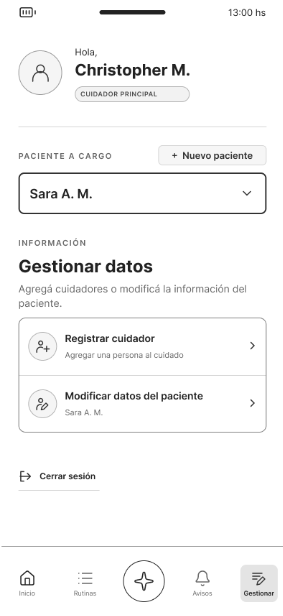 13:00 hs
Hola,
Christopher M.
CUIDADOR PRINCIPAL
PACIENTE A CARGO
+ Nuevo paciente
Sara A. M.
INFORMACIÓN
Gestionar datos
Agregá cuidadores o modificá la información del
paciente.
Registrar cuidador
Agregar una persona al cuidado
Modificar datos del paciente
Sara A. M.
Cerrar sesión
Inicio
Rutinas
Avisos
Gestionar